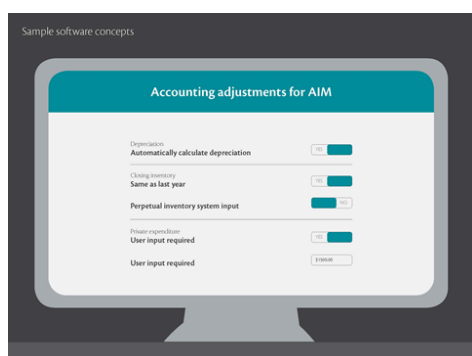 Sample software concepts
Accounting adjustments for AIM
Depreciation
Automatically calculate depreciation
YES
Closing inventory
Same as last year
YES
Perpetual inventory system input
NO
Private expenditure
User input required
YES
User input required